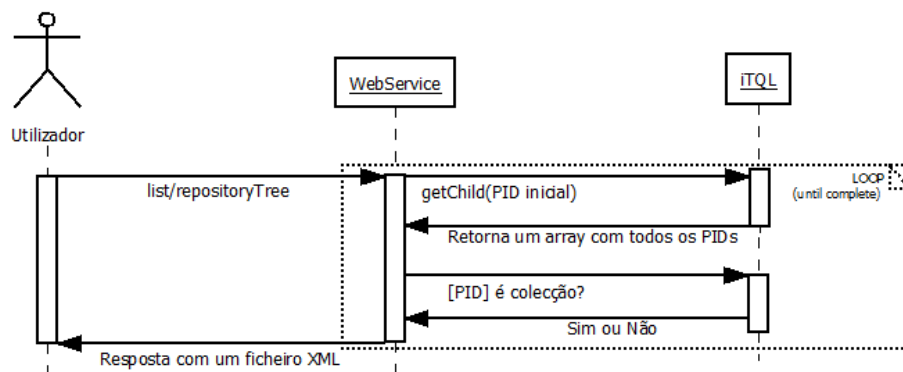 WebService
iTQL
Utilizador
LOOP
(until complete)
list/repositoryTree
getChild(PID inicial)
Retorna um array com todos os PIDs
[PID] é colecção?
Sim ou Não
Resposta com um ficheiro XML